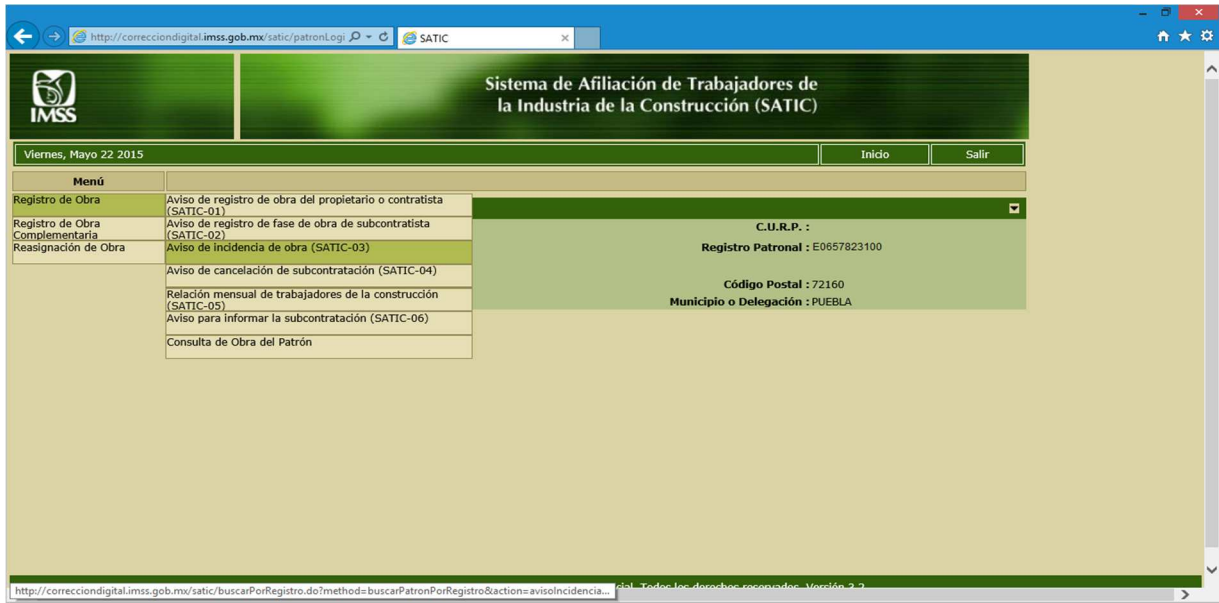 http://correcciondigital.imss.gob.mx/satic/patronLogi
SATIC
IMSS
Sistema de Afiliación de Trabajadores de
la Industria de la Construcción (SATIC)
Viernes, Mayo 22 2015
Inicio
Salir
Menú
Registro de Obra
Registro de Obra
Complementaria
Reasignación de Obra
Aviso de registro de obra del propietario o contratista
(SATIC-01)
Aviso de registro de fase de obra de subcontratista
(SATIC-02)
Aviso de incidencia de obra (SATIC-03)
Aviso de cancelación de subcontratación (SATIC-04)
Relación mensual de trabajadores de la construcción
(SATIC-05)
Aviso para informar la subcontratación (SATIC-06)
Consulta de Obra del Patrón
C.U.R.P. :
Registro Patronal : E0657823100
Código Postal : 72160
Municipio o Delegación : PUEBLA
Todos los derechos reservados. Versión 3.2
http://correcciondigital.imss.gob.mx/satic/buscarPorRegistro.do?method=buscarPatronPorRegistro&action=avisoIncidencia...